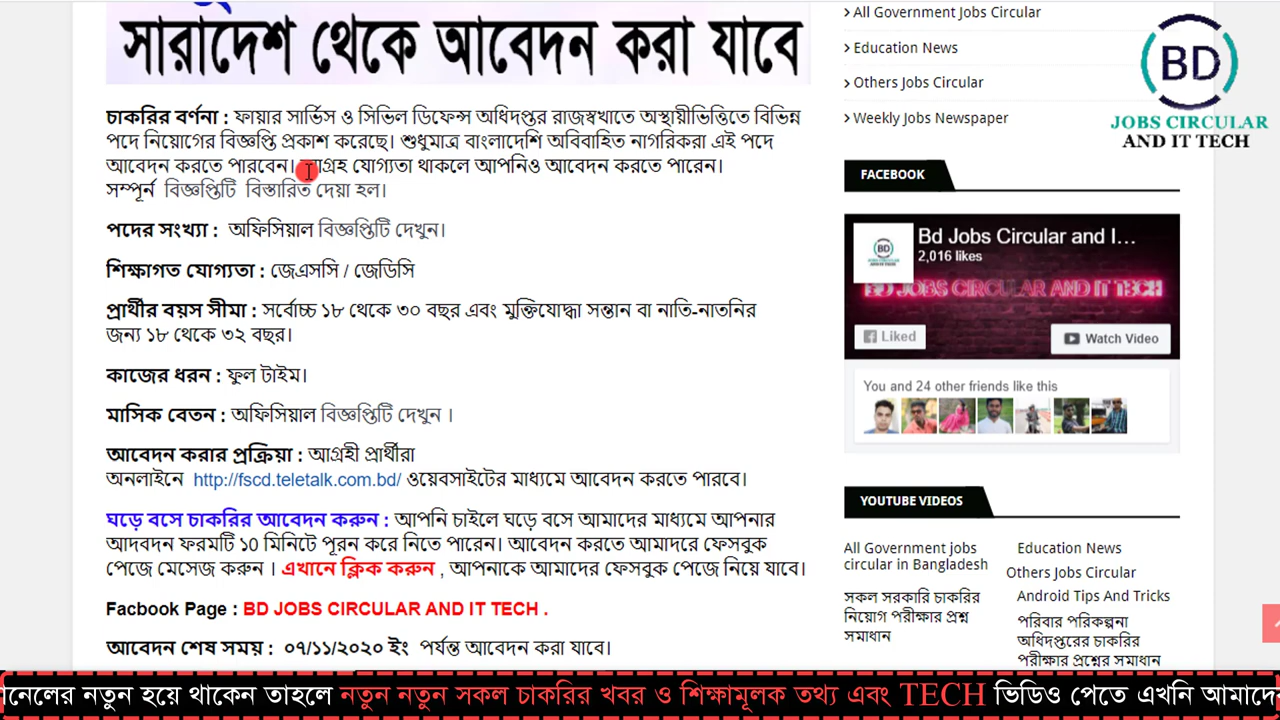 সারাদেশ থেকে আবেদন করা যাবে
চাকরির বর্ণনা : ফায়ার সার্ভিস ও সিভিল ডিফেন্স অধিদপ্তর রাজস্বখাতে অস্থায়ীভিত্তিতে বিভিন্ন
পদে নিয়োগের বিজ্ঞপ্তি প্রকাশ করেছে। শুধুমাত্র বাংলাদেশি অবিবাহিত নাগরিকরা এই পদে
আবেদন করতে পারবেন। আগ্রহ যোগ্যতা থাকলে আপনিও আবেদন করতে পারেন।
সম্পূর্ন বিজ্ঞপ্তিটি বিস্তারিত দেয়া হল।
পদের সংখ্যা : অফিসিয়াল বিজ্ঞপ্তিটি দেখুন।
শিক্ষাগত যোগ্যতা : জেএসসি / জেডিসি
প্রার্থীর বয়স সীমা : সর্বোচ্চ ১৮ থেকে ৩০ বছর এবং মুক্তিযোদ্ধা সন্তান বা নাতি-নাতনির
জন্য ১৮ থেকে ৩২ বছর।
কাজের ধরন : ফুল টাইম।
মাসিক বেতন : অফিসিয়াল বিজ্ঞপ্তিটি দেখুন ।
আবেদন করার প্রক্রিয়া : আগ্রহী প্রার্থীরা
অনলাইনে http://fscd.teletalk.com.bd/ ওয়েবসাইটের মাধ্যমে আবেদন করতে পারবে।
ঘড়ে বসে চাকরির আবেদন করুন : আপনি চাইলে ঘড়ে বসে আমাদের মাধ্যমে আপনার
আদবদন ফরমটি ১০ মিনিটে পূরন করে নিতে পারেন। আবেদন করতে আমাদরে ফেসবুক
পেজে মেসেজ করুন । এখানে ক্লিক করুন , আপনাকে আমাদের ফেসবুক পেজে নিয়ে যাবে।
Facbook Page : BD JOBS CIRCULAR AND IT TECH .
আবেদন শেষ সময় : ০৭/১১/২০২০ ইং পর্যন্ত আবেদন করা যাবে।
All Government Jobs Circular
Education News
Others Jobs Circular
Weekly Jobs Newspaper
BD
JOBS CIRCULAR
AND IT TECH
FACEBOOK
BD
Bd Jobs Circular and I...
2,016 likes
BD JOBS CIRCULAR AND IT TECH
Liked
Watch Video
You and 24 other friends like this
YOUTUBE VIDEOS
All Government jobs
circular in Bangladesh
সকল সরকারি চাকরির
নিয়োগ পরীক্ষার প্রশ্ন
সমাধান
Education News
Others Jobs Circular
Android Tips And Tricks
পরিবার পরিকল্পনা
অধিদপ্তরের চাকরির
পরীক্ষার প্রশ্নের সমাধান
নেলের নতুন হয়ে থাকেন তাহলে নতুন নতুন সকল চাকরির খবর ও শিক্ষামূলক তথ্য এবং TECH ভিডিও পেতে এখনি আমাদে